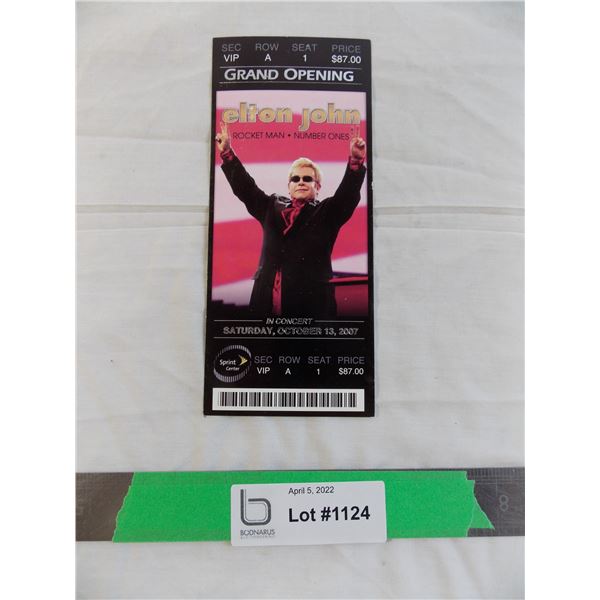 SEC ROW SEAT PRICE
VIP A 1 $87.00
GRAND OPENING
elton john
ROCKET MAN • NUMBER ONES
IN CONCERT
SATURDAY, OCTOBER 13, 2007
Sprint
Center
SEC ROW SEAT PRICE
VIP A 1 $87.00
April 5, 2022
Lot #1124
b
BODNARUS
8